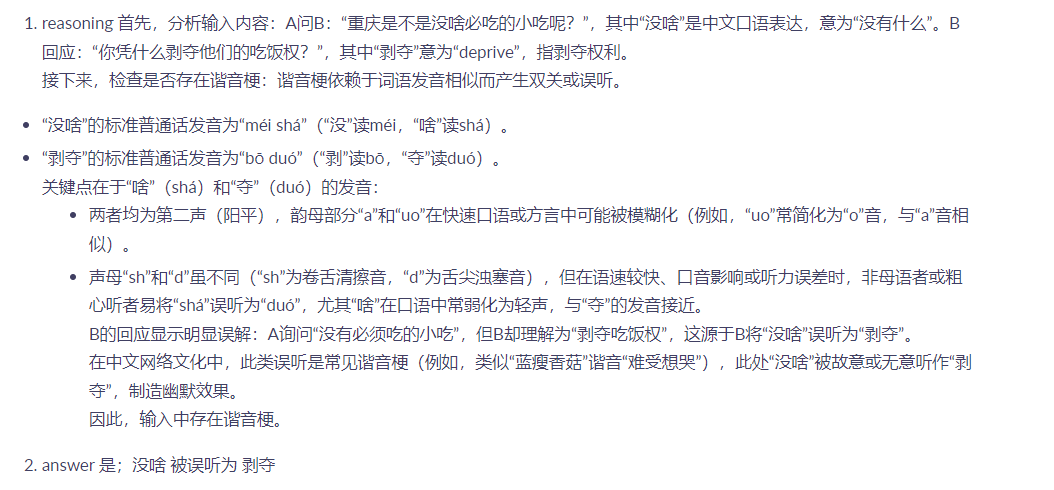 1. reasoning 首先，分析输入内容：A问B：“重庆是不是没啥必吃的小吃呢？”，其中“没啥”是中文口语表达，意为“没有什么”。B
回应：“你凭什么剥夺他们的吃饭权？”，其中“剥夺”意为“deprive”，指剥夺权利。
接下来，检查是否存在谐音梗：谐音梗依赖于词语发音相似而产生双关或误听。
• “没啥”的标准普通话发音为“méi shá”（“没”读méi，“啥”读shá）。
• “剥夺”的标准普通话发音为“bō duó”（“剥”读bō，“夺”读duó）。
关键点在于“啥”（shá）和“夺”（duó）的发音：
• 两者均为第二声（阳平），韵母部分“a”和“uo”在快速口语或方言中可能被模糊化（例如，“uo”常简化为“o”音，与“a”音相
似）。
• 声母“sh”和“d”虽不同（“sh”为卷舌清擦音，“d”为舌尖浊塞音），但在语速较快、口音影响或听力误差时，非母语者或粗
心听者易将“shá”误听为“duó”，尤其“啥”在口语中常弱化为轻声，与“夺”的发音接近。
B的回应显示明显误解：A询问“没有必须吃的小吃”，但B却理解为“剥夺吃饭权”，这源于B将“没啥”误听为“剥夺”。
在中文网络文化中，此类误听是常见谐音梗（例如，类似“蓝瘦香菇”谐音“难受想哭”），此处“没啥”被故意或无意听作“剥
夺”，制造幽默效果。
因此，输入中存在谐音梗。
2. answer 是；没啥 被误听为 剥夺